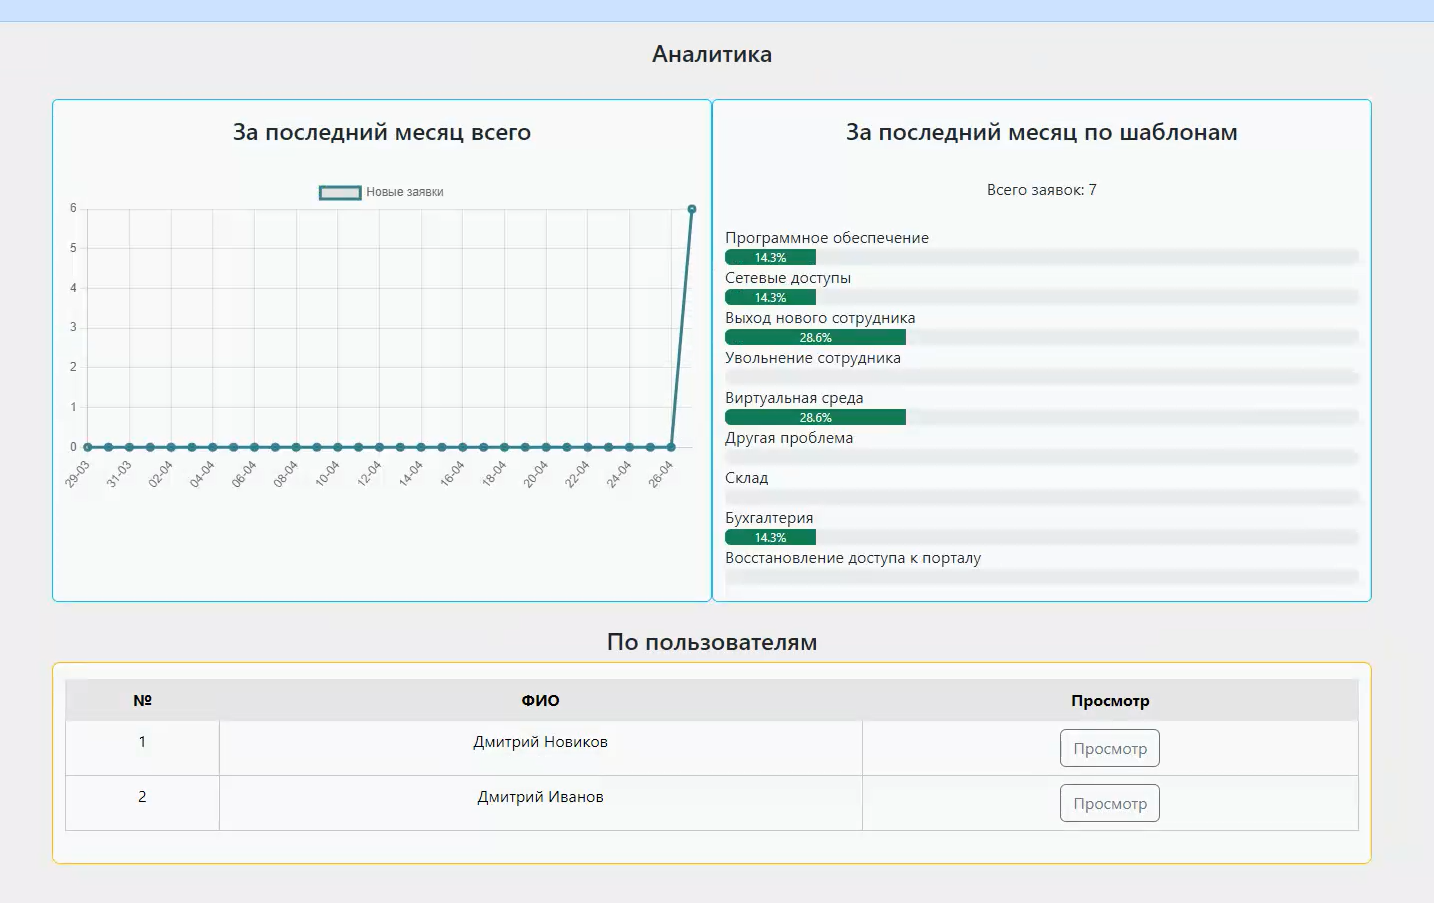 Аналитика
За последний месяц всего
Новые заявки
6
5
4
3
2
1
0
29-03
31-03
02-04
04-04
06-04
08-04
10-04
12-04
14-04
16-04
18-04
20-04
22-04
24-04
26-04
За последний месяц по шаблонам
Всего заявок: 7
Программное обеспечение
14.3%
Сетевые доступы
14.3%
Выход нового сотрудника
28.6%
Увольнение сотрудника
Виртуальная среда
28.6%
Другая проблема
Склад
Бухгалтерия
14.3%
Восстановление доступа к порталу
По пользователям
№ ФИО Просмотр
1 Дмитрий Новиков Просмотр
2 Дмитрий Иванов Просмотр